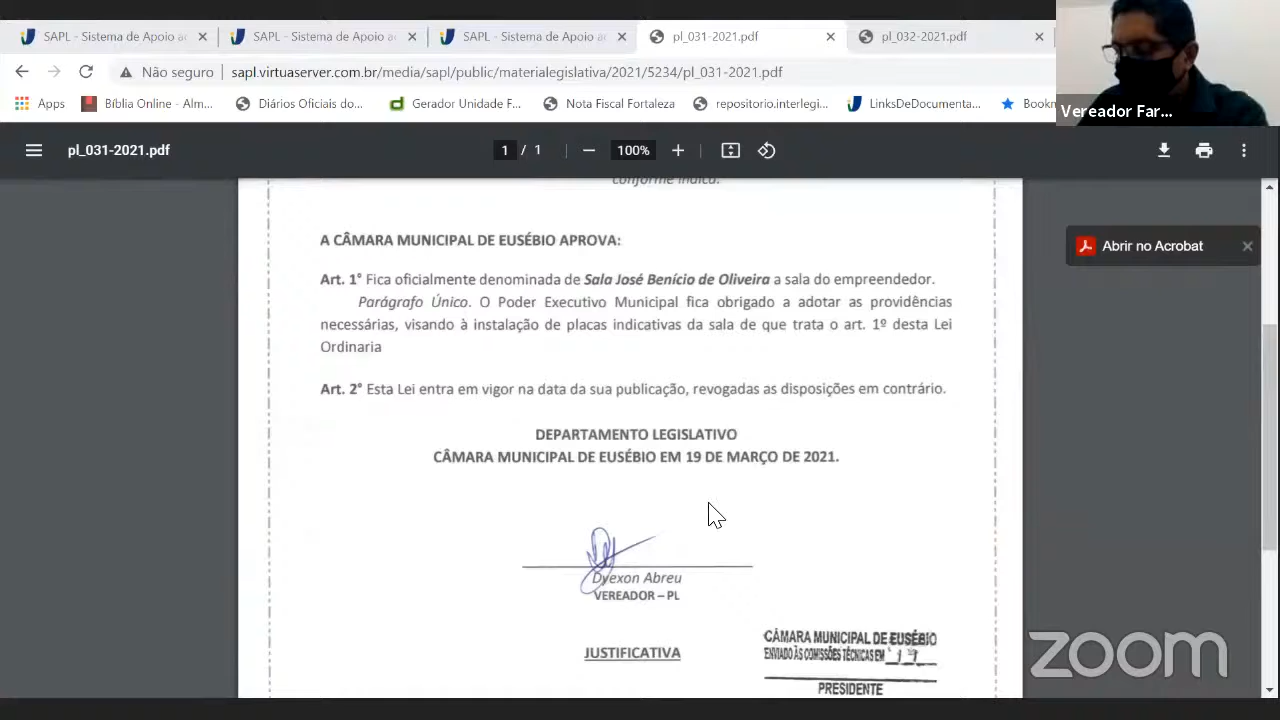 SAPL - Sistema de Apoio a
SAPL - Sistema de Apoio a
SAPL - Sistema de Apoio a
pl_031-2021.pdf
pl_032-2021.pdf
Não seguro
sapl.virtuaserver.com.br/media/sapl/public/materialegislativa/2021/5234/pl_031-2021.pdf
Apps
Bíblia Online - Alm...
Diários Oficiais do...
Gerador Unidade F...
Nota Fiscal Fortaleza
repositorio.interlegi...
LinksDeDocumenta...
Bookm
Vereador Far...
pl_031-2021.pdf
1 / 1
100%
conforme indica.
Abrir no Acrobat
A CÂMARA MUNICIPAL DE EUSÉBIO APROVA:
Art. 1° Fica oficialmente denominada de Sala José Benício de Oliveira a sala do empreendedor.
Parágrafo Único. O Poder Executivo Municipal fica obrigado a adotar as providências
necessárias, visando à instalação de placas indicativas da sala de que trata o art. 1º desta Lei
Ordinaria
Art. 2° Esta Lei entra em vigor na data da sua publicação, revogadas as disposições em contrário.
DEPARTAMENTO LEGISLATIVO
CÂMARA MUNICIPAL DE EUSÉBIO EM 19 DE MARÇO DE 2021.
Dyexon Abreu
VEREADOR – PL
JUSTIFICATIVA
CÂMARA MUNICIPAL DE EUSÉBIO
ENVIADO ÀS COMISSÕES TÉCNICAS EM
PRESIDENTE
zoom